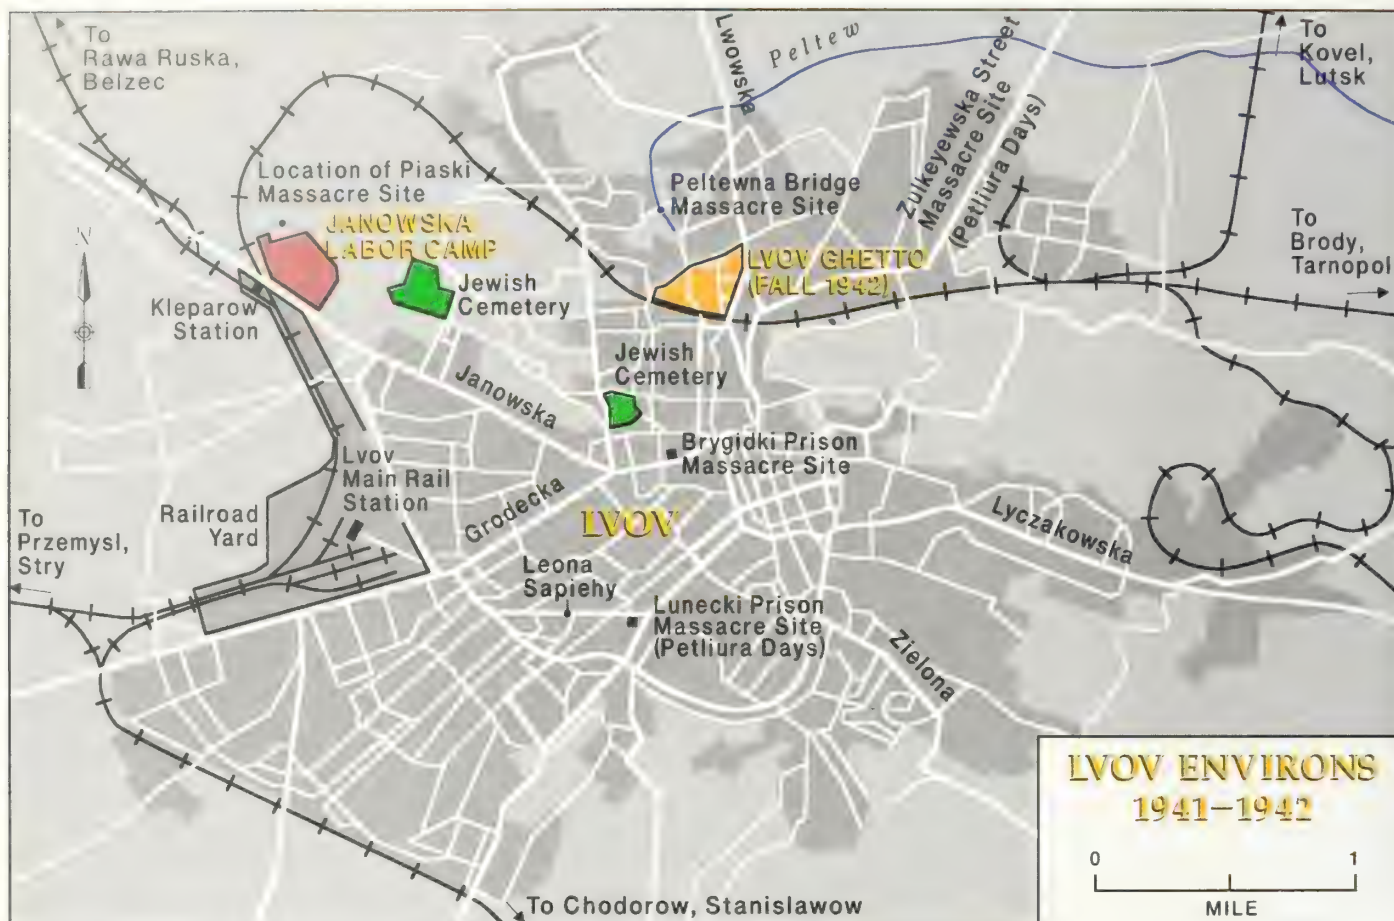 To
Rawa Ruska,
Belzec
Lwowska
Peltew
Zulkeyewska Street
Massacre Site
(Petliura Days)
To
Kovel,
Lutsk
Location of Piaski
Massacre Site
Peltewna Bridge
Massacre Site
JANOWSKA
LABOR CAMP
LVOV GHETTO
(FALL 1942)
To
Brody,
Tarnopol
N
Kleparow
Station
Jewish
Cemetery
Jewish
Cemetery
Janowska
Brygidki Prison
Massacre Site
Lvov
Main Rail
Station
Railroad
Yard
Grodecka
LVOV
Lyczakowska
To
Przemysl,
Stry
Leona
Sapiehy
Lunecki Prison
Massacre Site
(Petliura Days)
Zielona
LVOV ENVIRONS
1941–1942
0 1
MILE
To Chodorow, Stanislawow